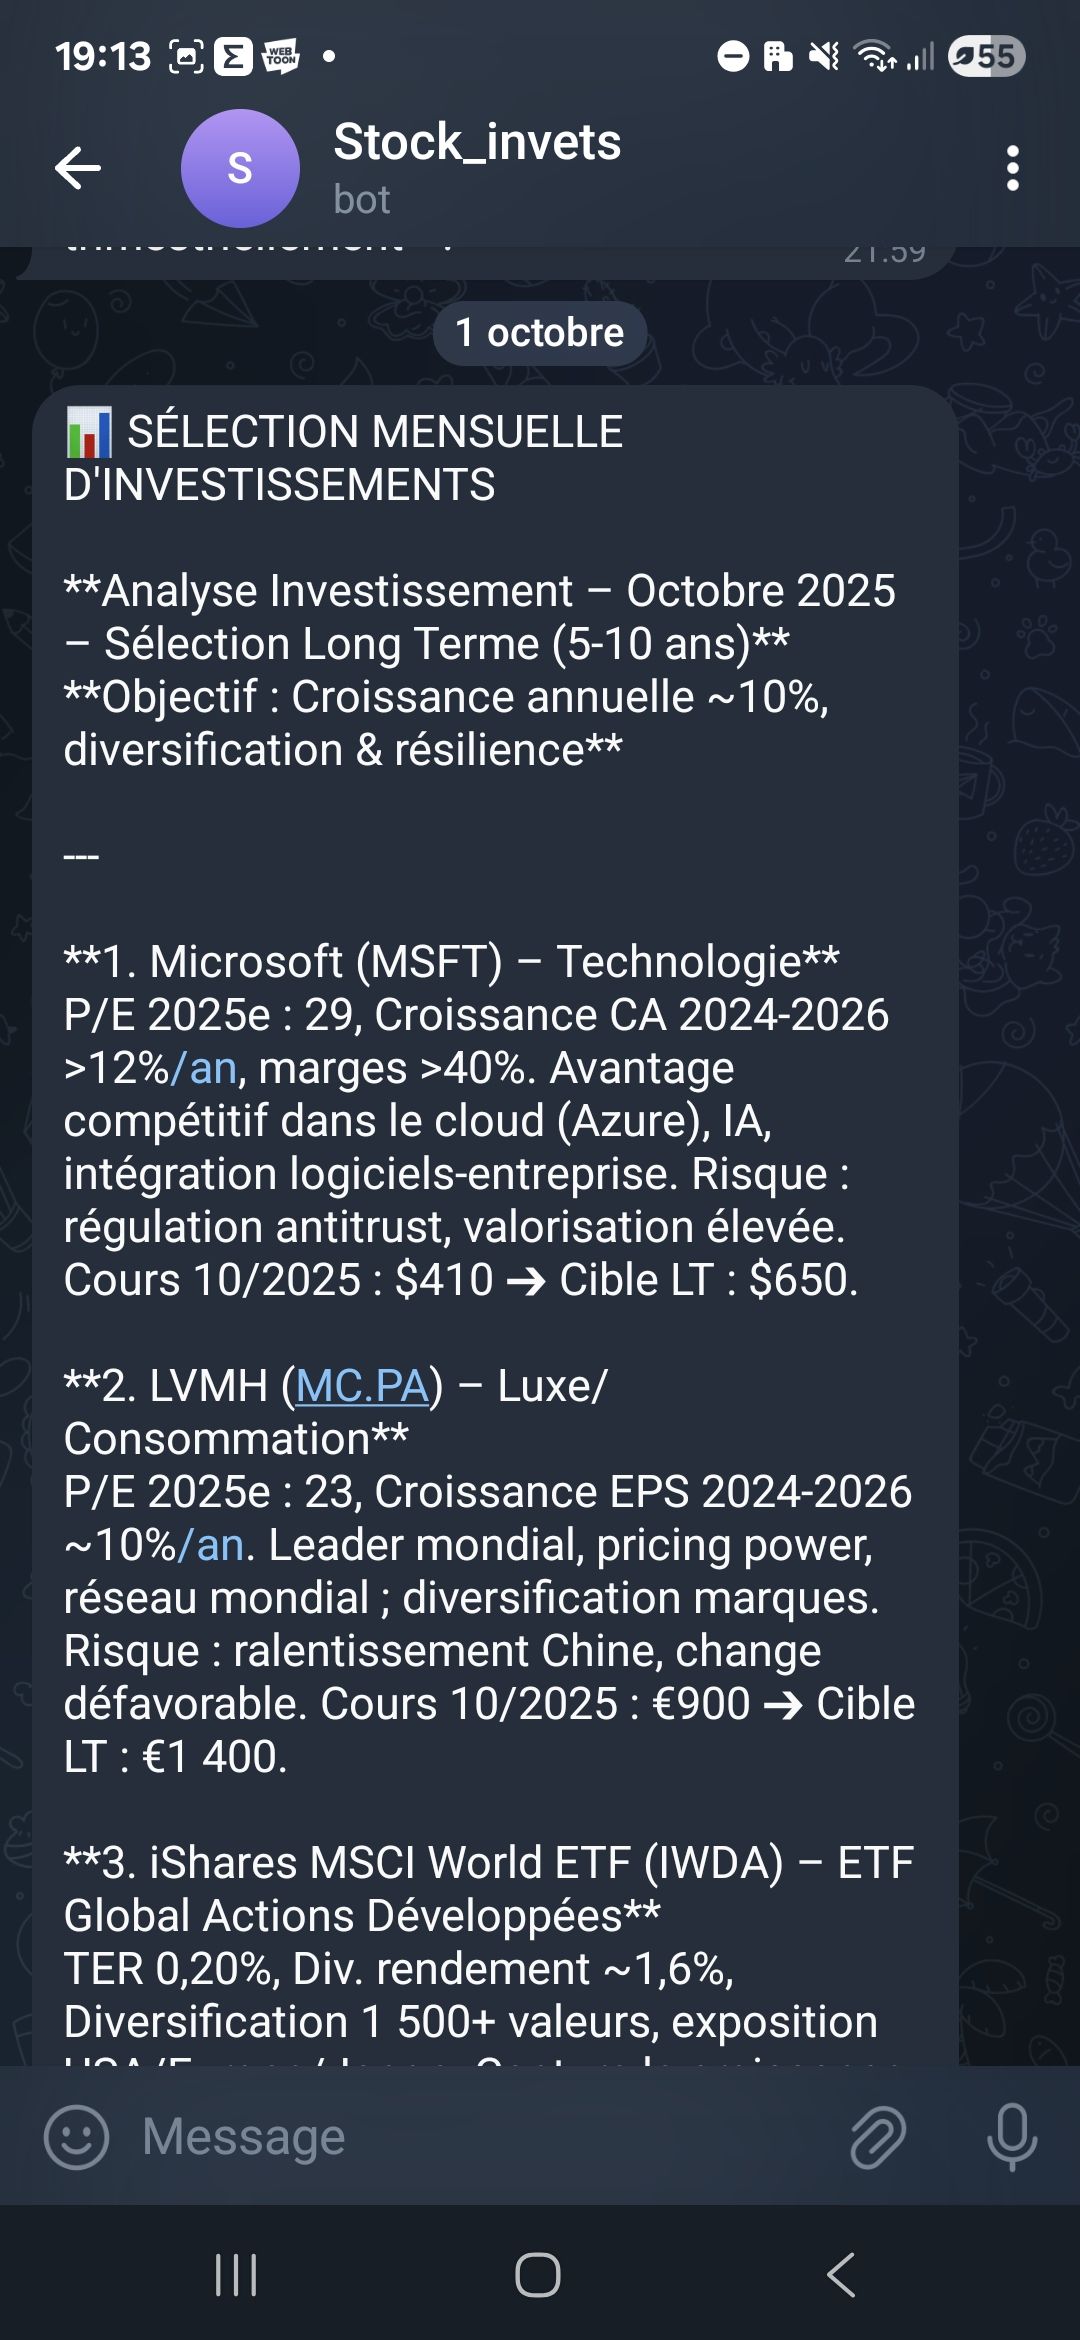 19:13
WEB
TOON
55
S
Stock_invets
bot
21:59
1 octobre
📊 SÉLECTION MENSUELLE
D'INVESTISSEMENTS
**Analyse Investissement – Octobre 2025
– Sélection Long Terme (5-10 ans)**
**Objectif : Croissance annuelle ~10%,
diversification & résilience**
---
**1. Microsoft (MSFT) – Technologie**
P/E 2025e : 29, Croissance CA 2024-2026
>12%/an, marges >40%. Avantage
compétitif dans le cloud (Azure), IA,
intégration logiciels-entreprise. Risque :
régulation antitrust, valorisation élevée.
Cours 10/2025 : $410 ➔ Cible LT : $650.
**2. LVMH (MC.PA) – Luxe/
Consommation**
P/E 2025e : 23, Croissance EPS 2024-2026
~10%/an. Leader mondial, pricing power,
réseau mondial ; diversification marques.
Risque : ralentissement Chine, change
défavorable. Cours 10/2025 : €900 ➔ Cible
LT : €1 400.
**3. iShares MSCI World ETF (IWDA) – ETF
Global Actions Développées**
TER 0,20%, Div. rendement ~1,6%,
Diversification 1 500+ valeurs, exposition
Message